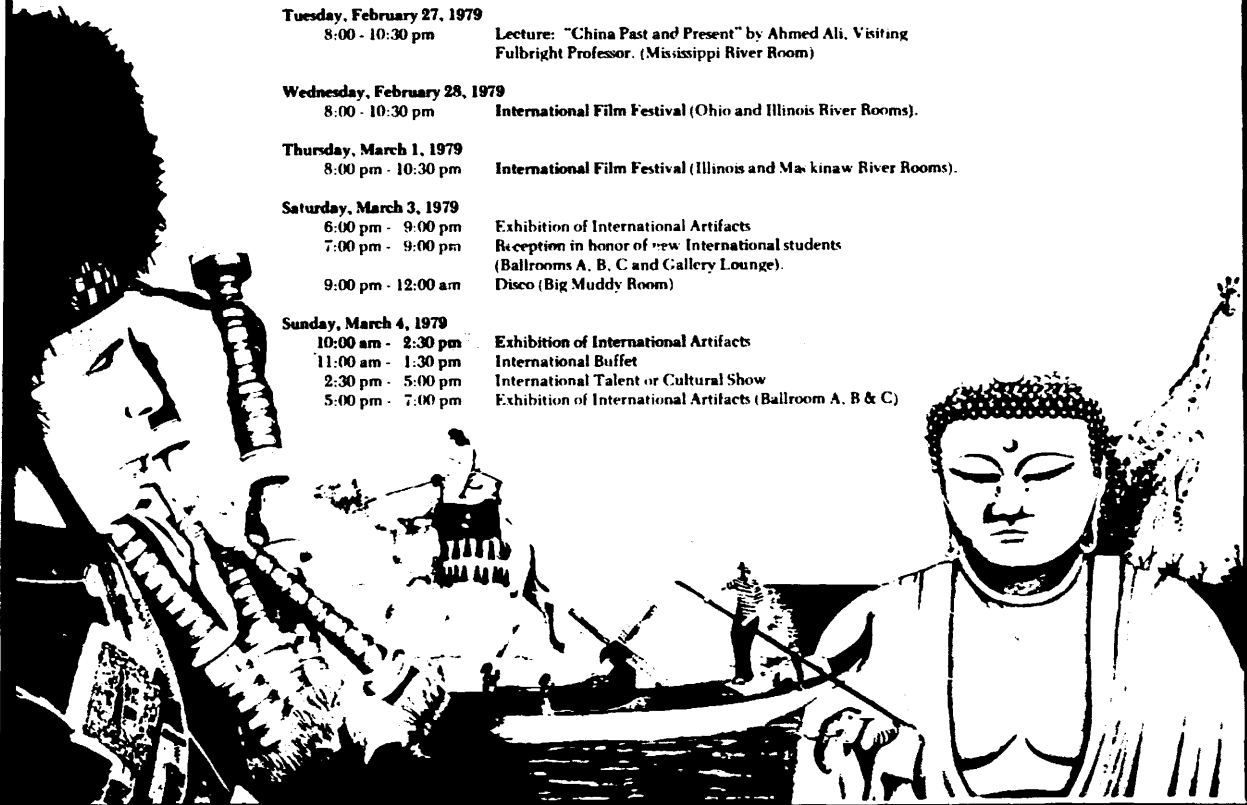 Tuesday, February 27, 1979
8:00 - 10:30 pm Lecture: "China Past and Present" by Ahmed Ali, Visiting
Fulbright Professor. (Mississippi River Room)
Wednesday, February 28, 1979
8:00 - 10:30 pm International Film Festival (Ohio and Illinois River Rooms).
Thursday, March 1, 1979
8:00 pm - 10:30 pm International Film Festival (Illinois and Mackinaw River Rooms).
Saturday, March 3, 1979
6:00 pm - 9:00 pm Exhibition of International Artifacts
7:00 pm - 9:00 pm Reception in honor of new International students
(Ballrooms A, B, C and Gallery Lounge).
9:00 pm - 12:00 am Disco (Big Muddy Room)
Sunday, March 4, 1979
10:00 am - 2:30 pm Exhibition of International Artifacts
11:00 am - 1:30 pm International Buffet
2:30 pm - 5:00 pm International Talent or Cultural Show
5:00 pm - 7:00 pm Exhibition of International Artifacts (Ballroom A, B & C)